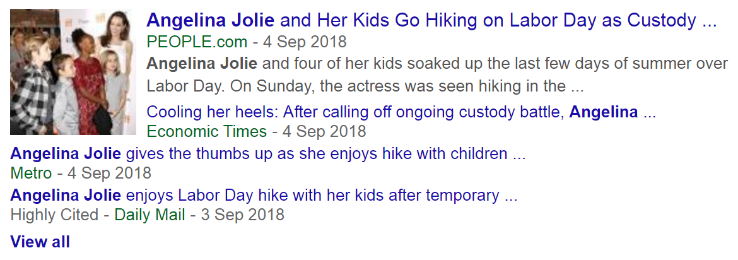 Angelina Jolie and Her Kids Go Hiking on Labor Day as Custody ...
PEOPLE.com - 4 Sep 2018
Angelina Jolie and four of her kids soaked up the last few days of summer over
Labor Day. On Sunday, the actress was seen hiking in the ...
Cooling her heels: After calling off ongoing custody battle, Angelina ...
Economic Times - 4 Sep 2018
Angelina Jolie gives the thumbs up as she enjoys hike with children ...
Metro - 4 Sep 2018
Angelina Jolie enjoys Labor Day hike with her kids after temporary ...
Highly Cited - Daily Mail - 3 Sep 2018
View all